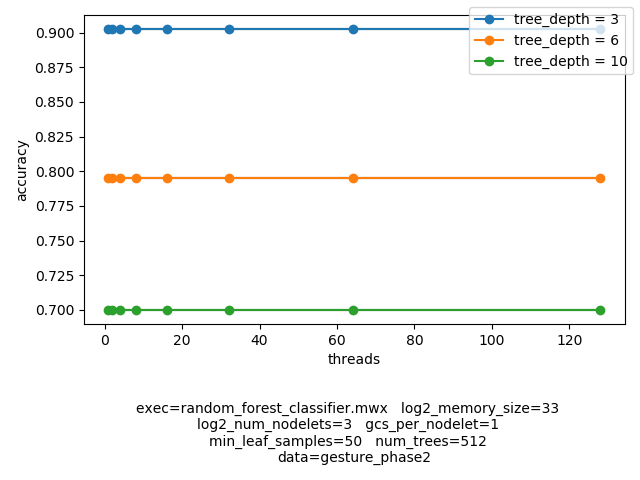 tree_depth = 3
tree_depth = 6
tree_depth = 10
0.900
0.875
0.850
0.825
0.800
0.775
0.750
0.725
0.700
accuracy
0 20 40 60 80 100 120
threads
exec=random_forest_classifier.mwx log2_memory_size=33
log2_num_nodelets=3 gcs_per_nodelet=1
min_leaf_samples=50 num_trees=512
data=gesture_phase2